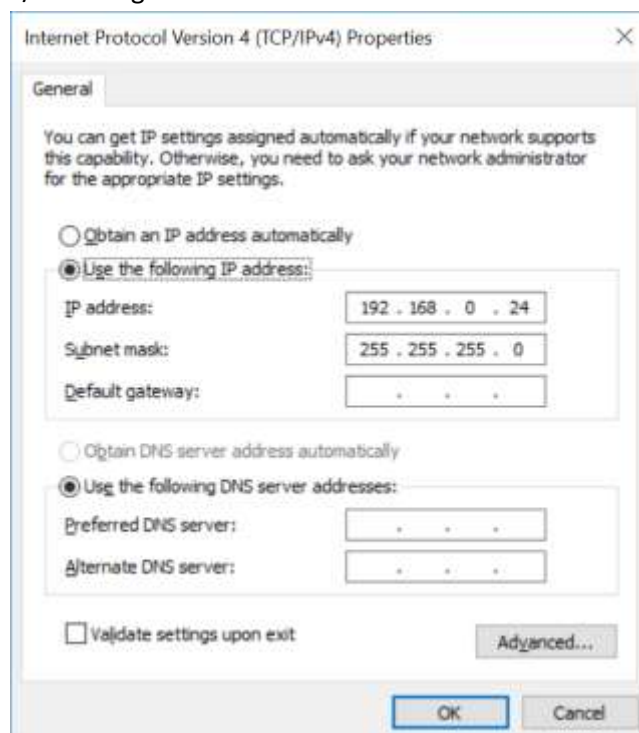 Internet Protocol Version 4 (TCP/IPv4) Properties
General
You can get IP settings assigned automatically if your network supports
this capability. Otherwise, you need to ask your network administrator
for the appropriate IP settings.
Obtain an IP address automatically
Use the following IP address:
IP address: 192 . 168 . 0 . 24
Subnet mask: 255 . 255 . 255 . 0
Default gateway: . . .
Obtain DNS server address automatically
Use the following DNS server addresses:
Preferred DNS server: . . .
Alternate DNS server: . . .
Validate settings upon exit
Advanced...
OK Cancel